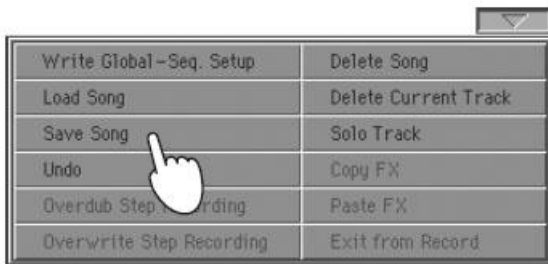 Write Global-Seq. Setup
Delete Song
Load Song
Delete Current Track
Save Song
Solo Track
Undo
Copy FX
Overdub Step Recording
Paste FX
Overwrite Step Recording
Exit from Record